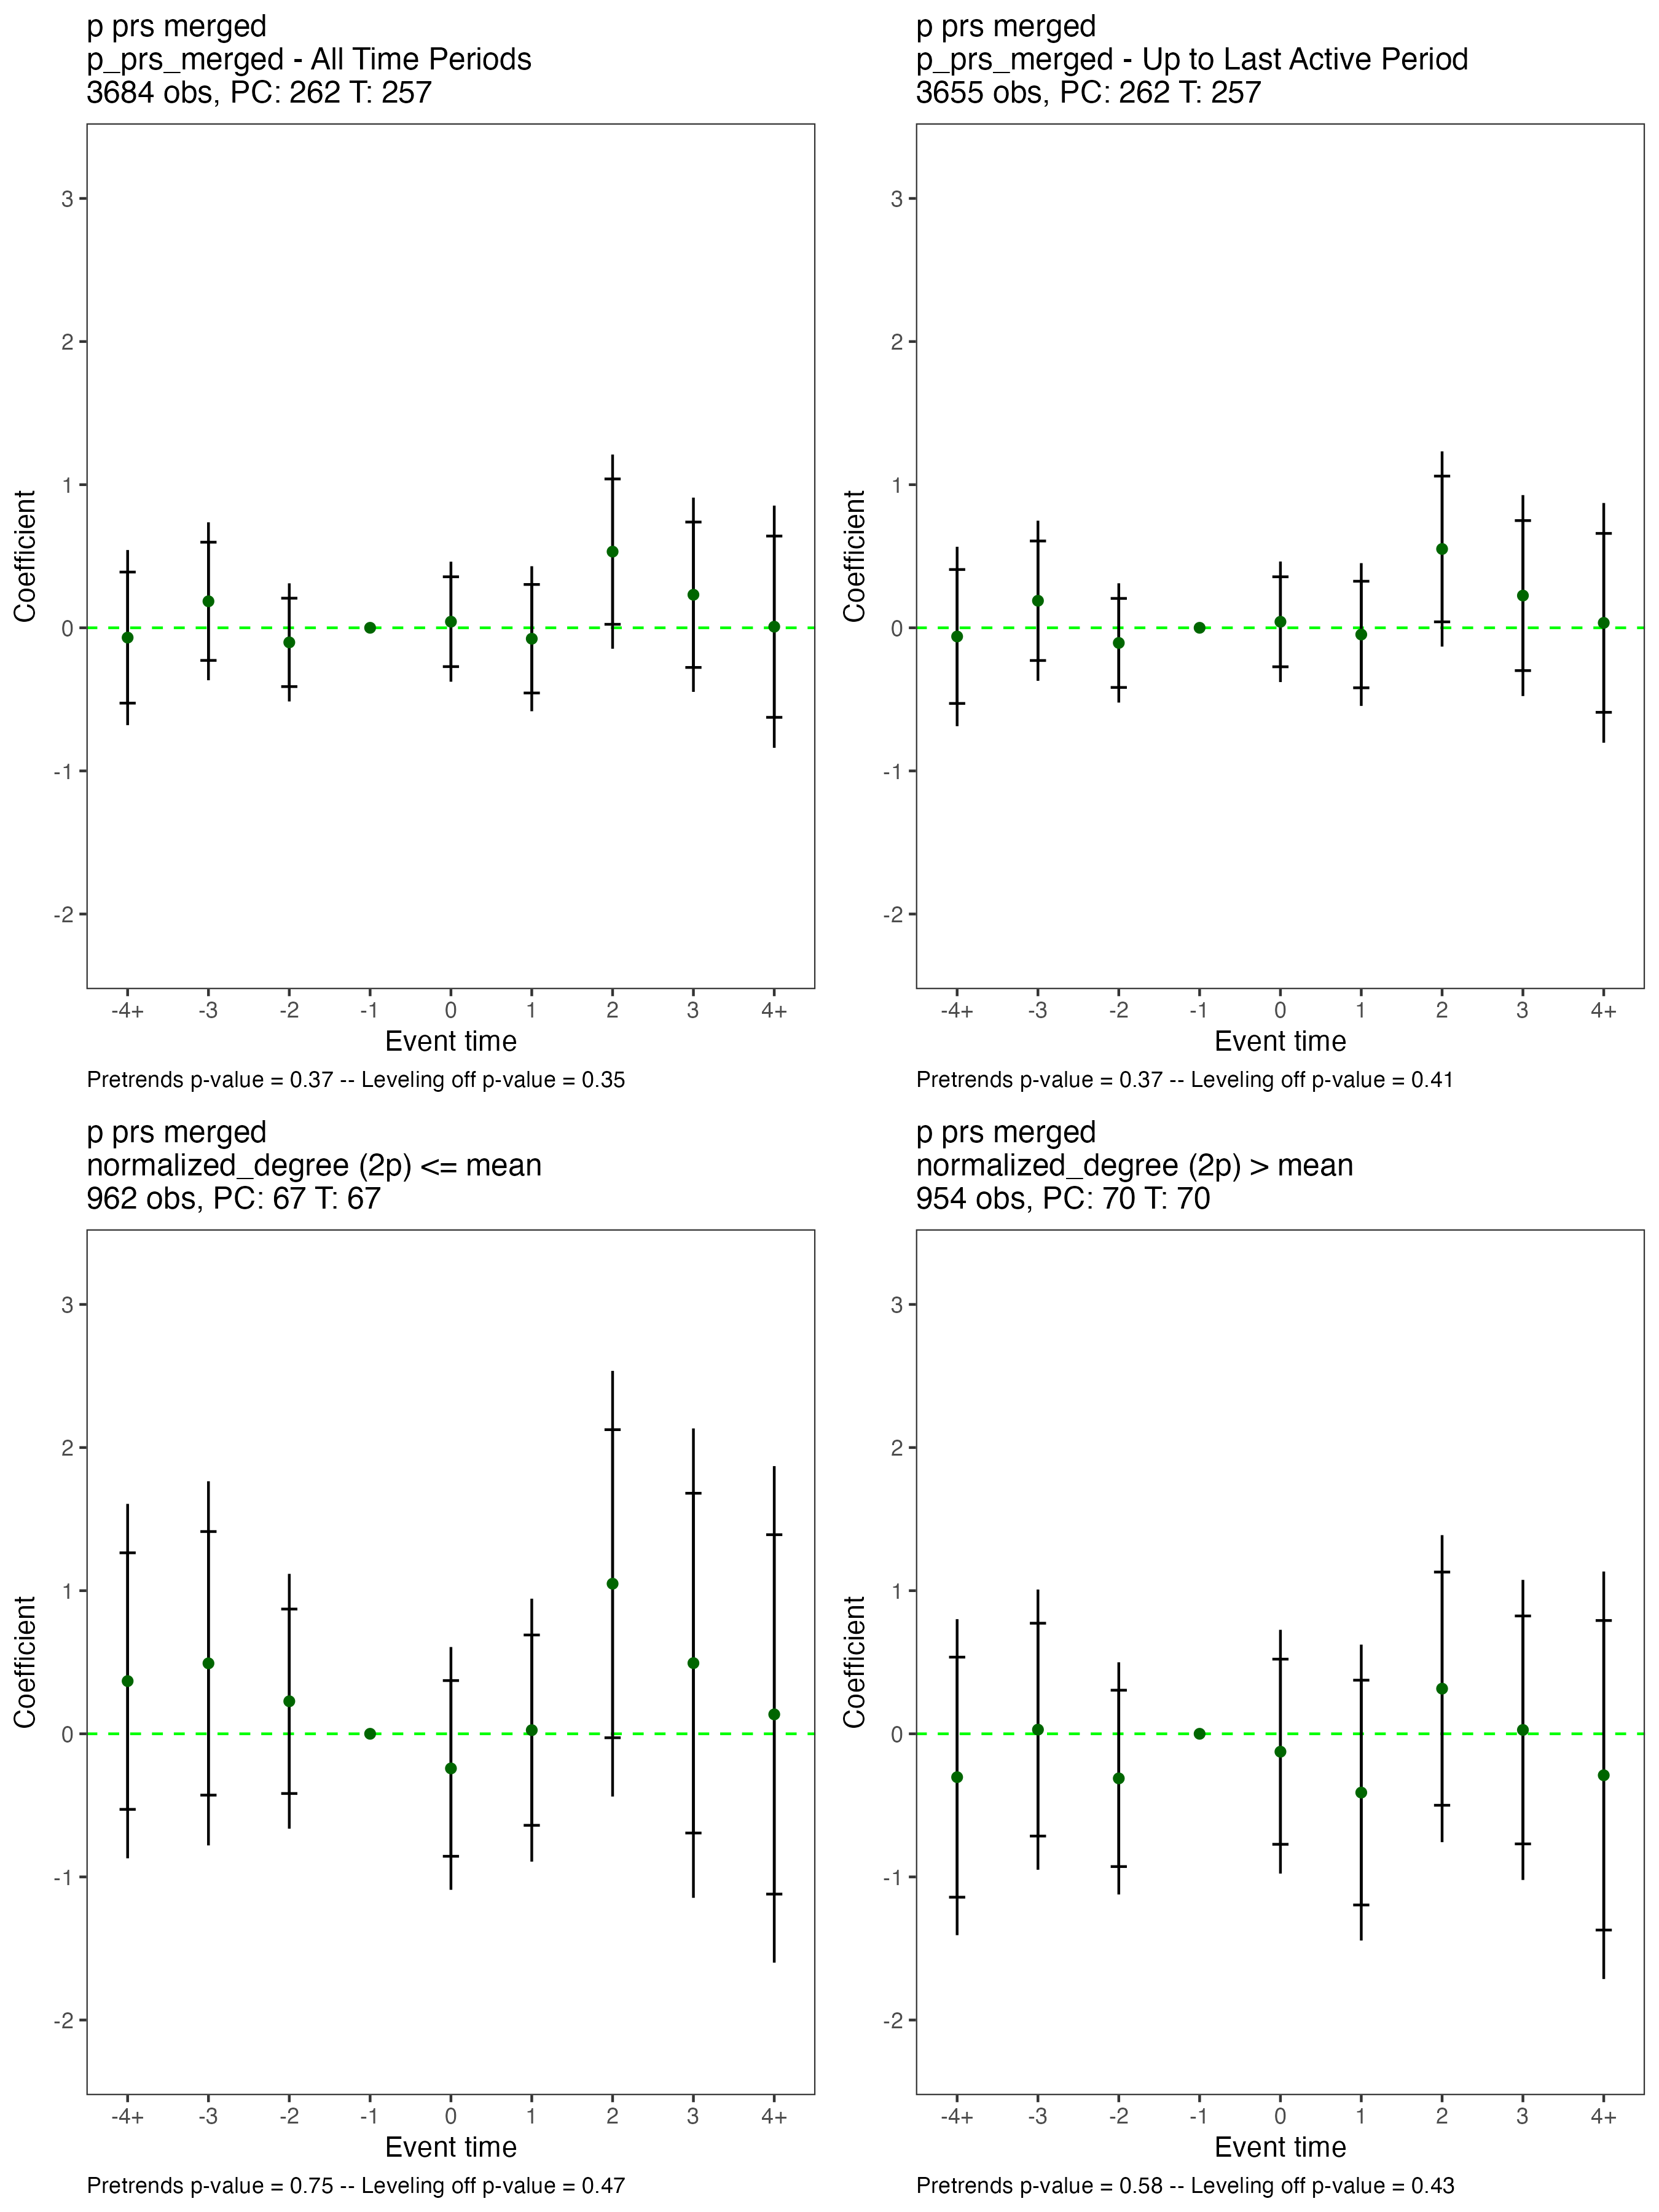 p prs merged
p_prs_merged - All Time Periods
3684 obs, PC: 262 T: 257
3
2
1
0
-1
-2
Coefficient
-4+ -3 -2 -1 0 1 2 3 4+
Event time
Pretrends p-value = 0.37 -- Leveling off p-value = 0.35
p prs merged
p_prs_merged - Up to Last Active Period
3655 obs, PC: 262 T: 257
3
2
1
0
-1
-2
Coefficient
-4+ -3 -2 -1 0 1 2 3 4+
Event time
Pretrends p-value = 0.37 -- Leveling off p-value = 0.41
p prs merged
normalized_degree (2p) <= mean
962 obs, PC: 67 T: 67
3
2
1
0
-1
-2
Coefficient
-4+ -3 -2 -1 0 1 2 3 4+
Event time
Pretrends p-value = 0.75 -- Leveling off p-value = 0.47
p prs merged
normalized_degree (2p) > mean
954 obs, PC: 70 T: 70
3
2
1
0
-1
-2
Coefficient
-4+ -3 -2 -1 0 1 2 3 4+
Event time
Pretrends p-value = 0.58 -- Leveling off p-value = 0.43